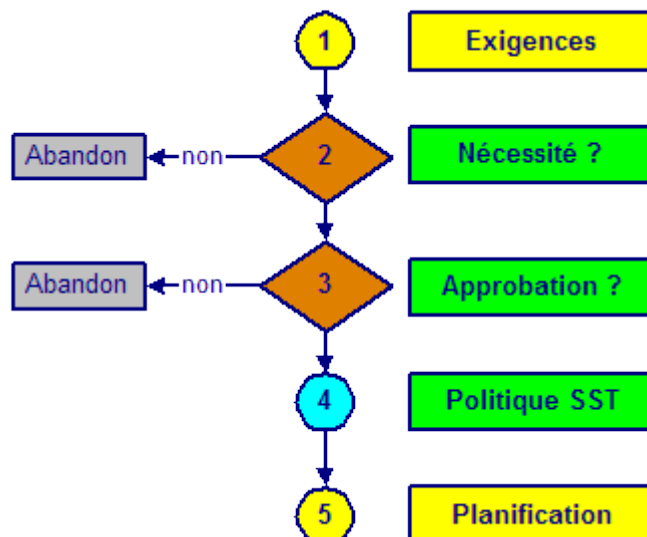 1 Exigences
Abandon non 2 Nécessité ?
Abandon non 3 Approbation ?
4 Politique SST
5 Planification